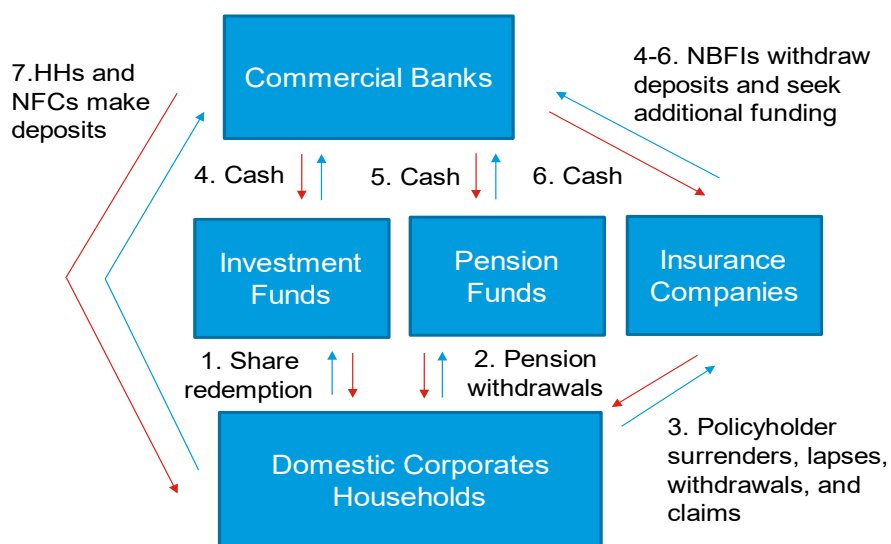 7.HHs and
NFCs make
deposits
Commercial Banks
4-6. NBFIs withdraw
deposits and seek
additional funding
4. Cash
5. Cash
6. Cash
Investment
Funds
Pension
Funds
Insurance
Companies
1. Share
redemption
2. Pension
withdrawals
Domestic Corporates
Households
3. Policyholder
surrenders, lapses,
withdrawals, and
claims